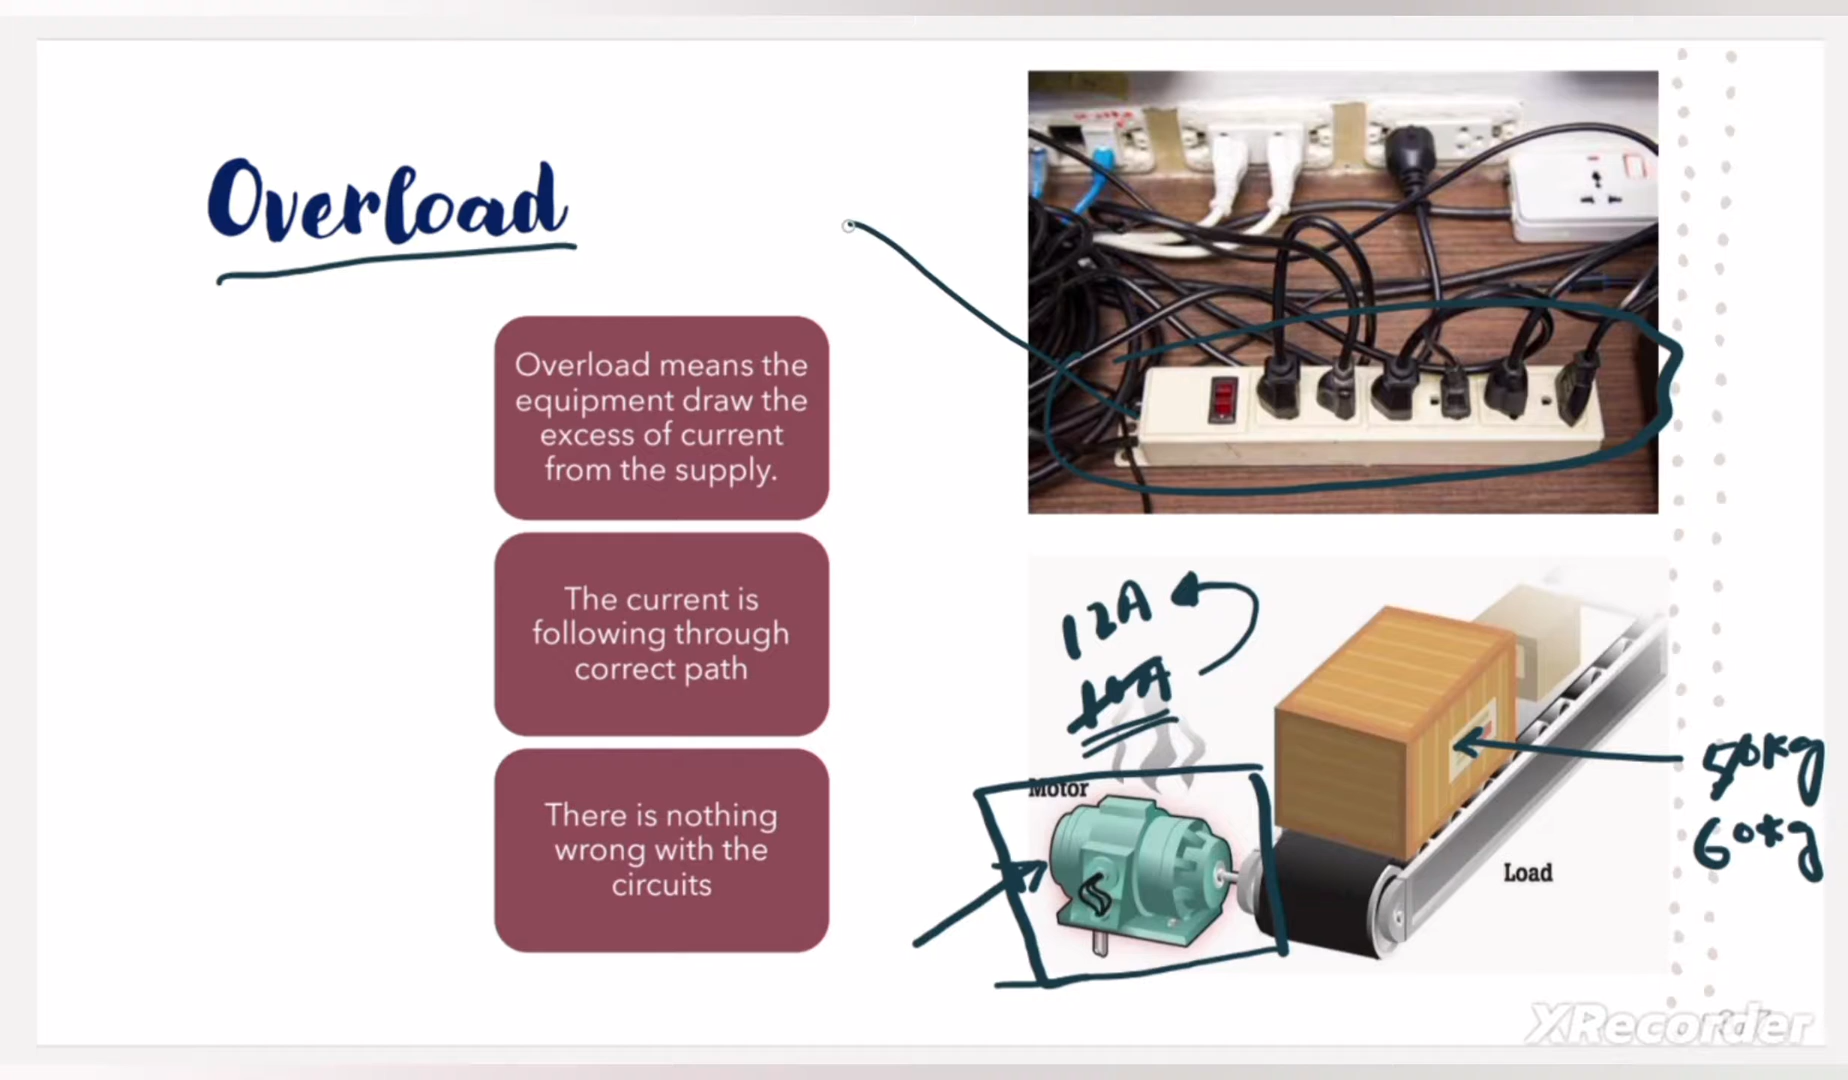 Overload
Overload means the
equipment draw the
excess of current
from the supply.
The current is
following through
correct path
There is nothing
wrong with the
circuits
12A
10A
Motor
50kg
60kg
Load
XRecorder